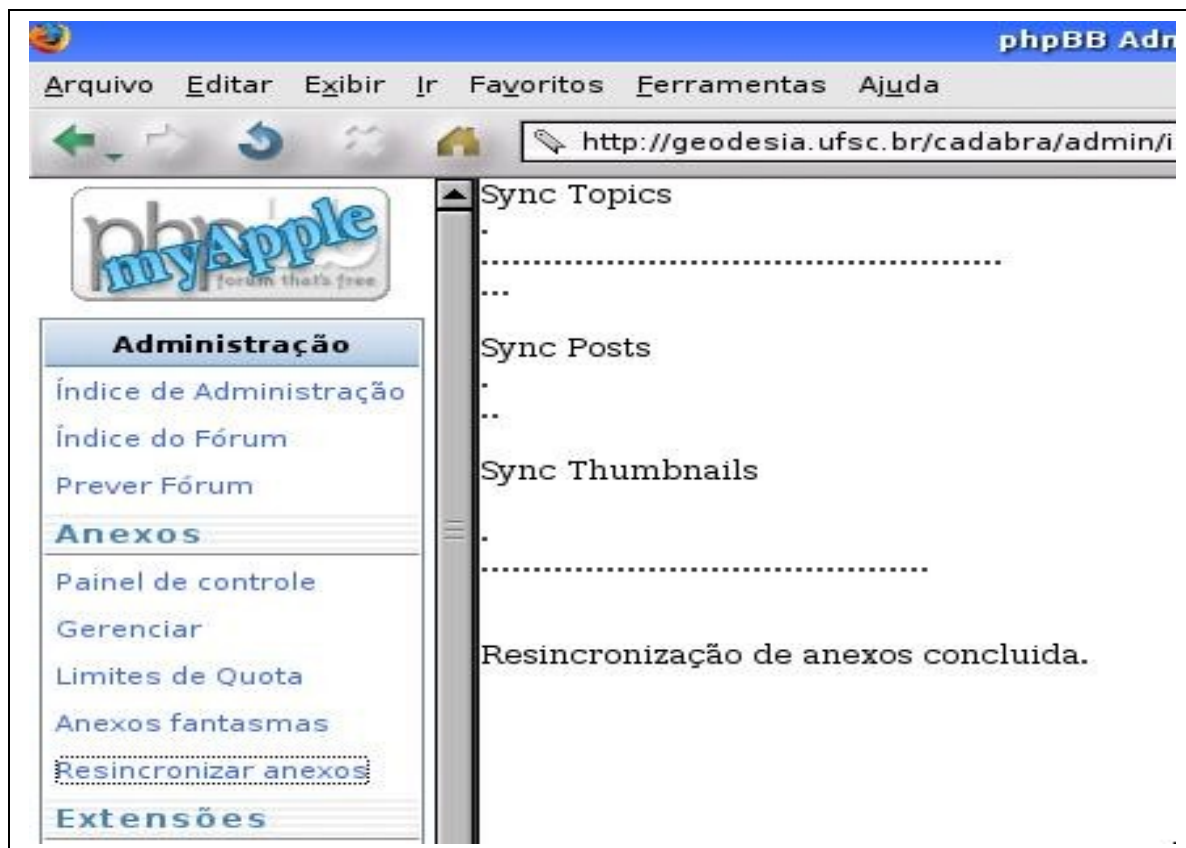 phpBB Adn
Arquivo Editar Exibir Ir Favoritos Ferramentas Ajuda
http://geodesia.ufsc.br/cadabra/admin/i
php
myApple
forum that's free
Administração
Índice de Administração
Índice do Fórum
Prever Fórum
Anexos
Painel de controle
Gerenciar
Limites de Quota
Anexos fantasmas
Resincronizar anexos
Extensões
Sync Topics
.
..................................................
...
Sync Posts
.
..
Sync Thumbnails
.
...........................................
Resincronização de anexos concluida.